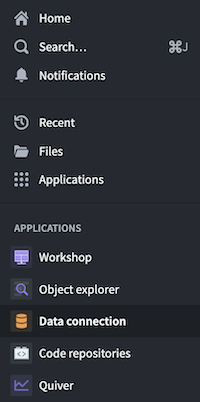 Home
Search... ⌘J
Notifications
Recent
Files
Applications
APPLICATIONS
Workshop
Object explorer
Data connection
Code repositories
Quiver